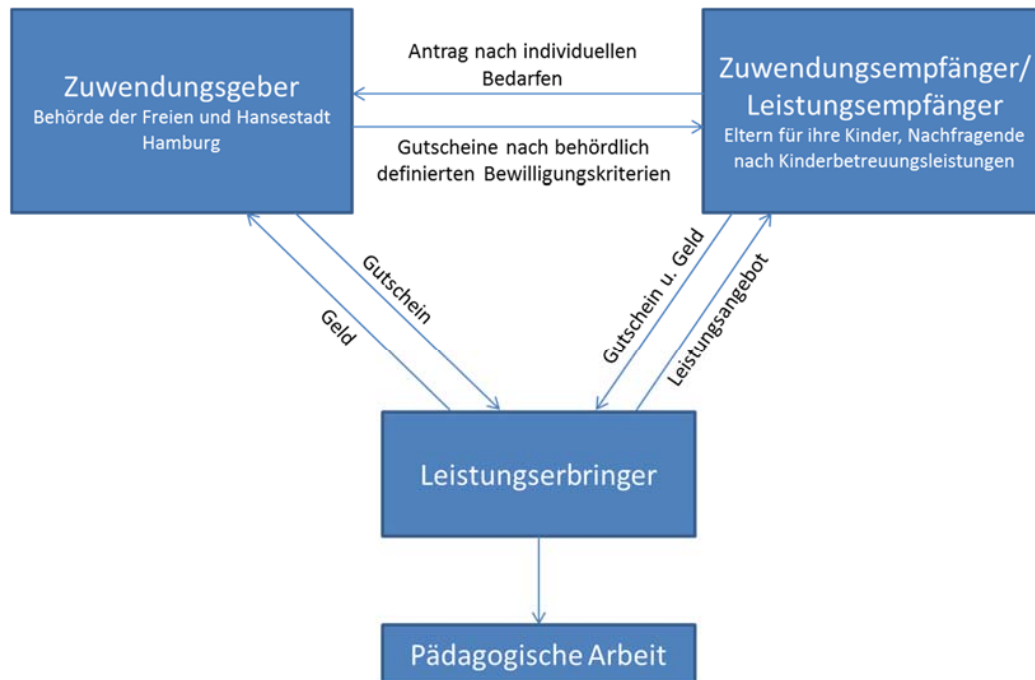 Zuwendungsgeber
Behörde der Freien und Hansestadt
Hamburg
Antrag nach individuellen
Bedarfen
Gutscheine nach behördlich
definierten Bewilligungskriterien
Zuwendungsempfänger/
Leistungsempfänger
Eltern für ihre Kinder, Nachfragende
nach Kinderbetreuungsleistungen
Gutschein
Geld
Gutschein u. Geld
Leistungsangebot
Leistungserbringer
Pädagogische Arbeit